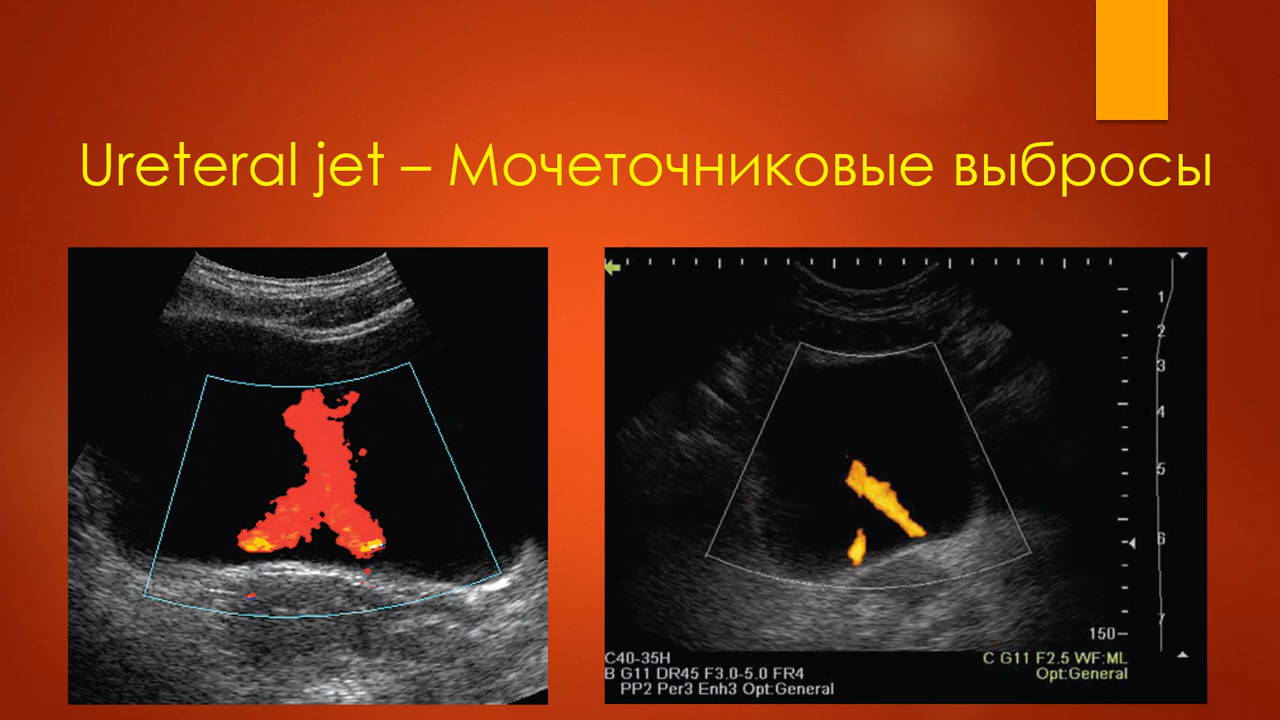 Ureteral jet – Мочеточниковые выбросы
1
2
3
4
5
6
7
150
C40-35H
B G11 DR45 F3.0-5.0 FR4
PP2 Per3 Enh3 Opt:General
C G11 F2.5 WF:ML
Opt:General